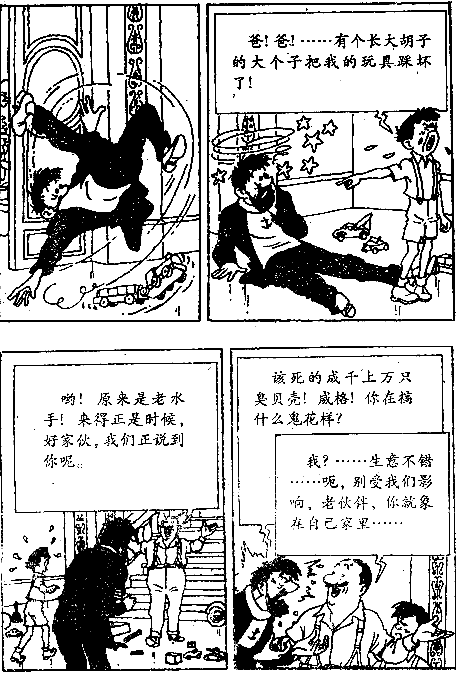 爸！爸！……有个长大胡子
的大个子把我的玩具踩坏
了！
哟！原来是老水
手！来得正是时候，
好家伙，我们正说到
你呢。
该死的成千上万只
臭贝壳！威格！你在搞
什么鬼花样？
我？……生意不错
……呃，别受我们影
响，老伙伴，你就象
在自己家里……